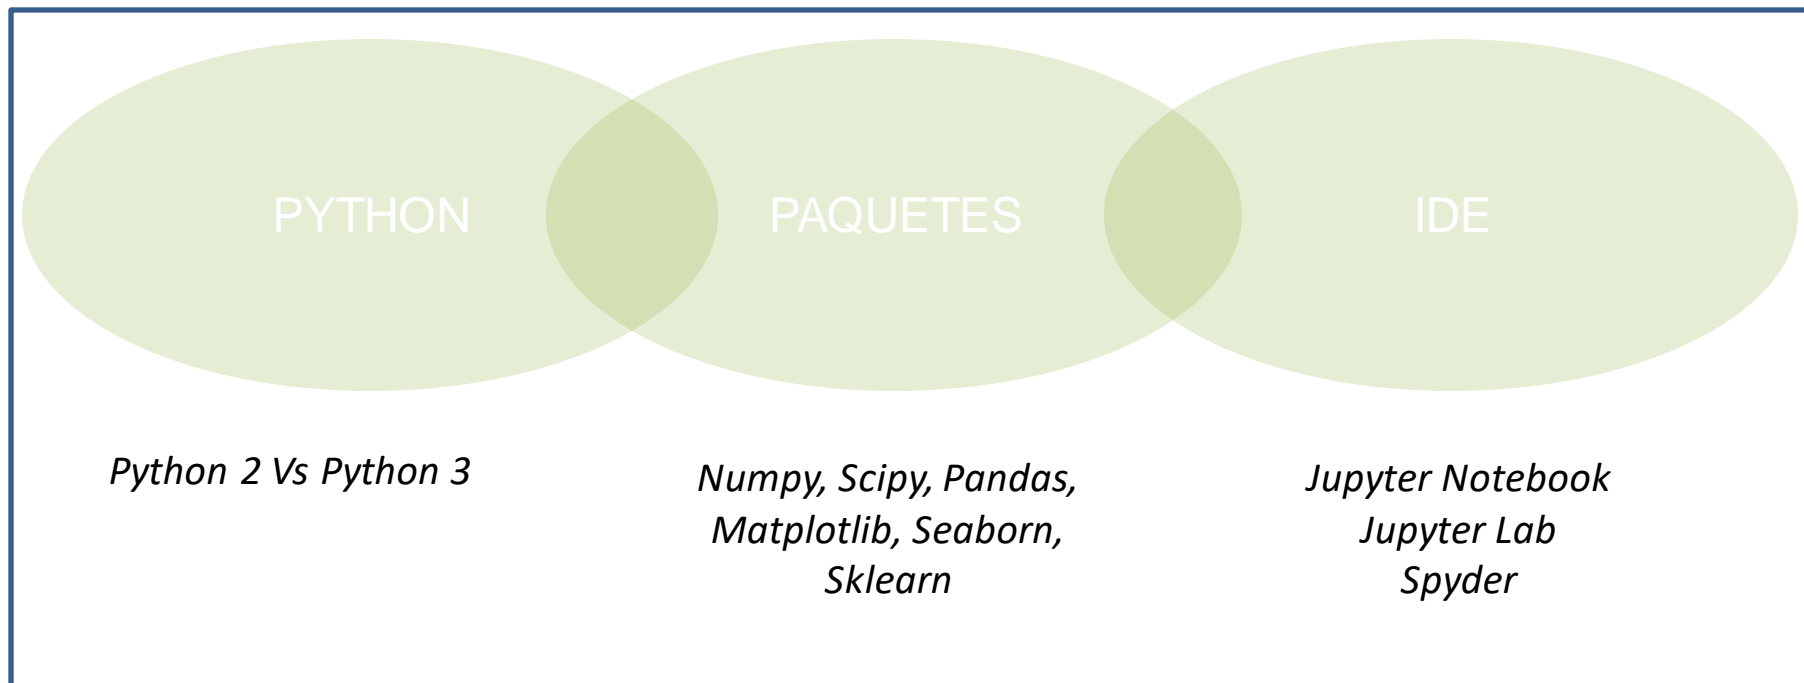 PYTHON
PAQUETES
IDE
Python 2 Vs Python 3
Numpy, Scipy, Pandas,
Matplotlib, Seaborn,
Sklearn
Jupyter Notebook
Jupyter Lab
Spyder